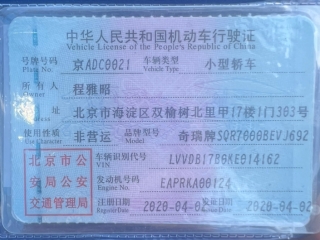 中华人民共和国机动车行驶证
Vehicle License of the People's Republic of China
号牌号码 京ADC0021 车辆类型 小型轿车
Plate No. Vehicle Type
所有人 程雅昭
Owner
住址 北京市海淀区双榆树北里甲17楼1门303号
Address
使用性质 非营运 品牌型号 奇瑞牌SQR7000BEVJ692
Use Character Model
北京市公 车辆识别代号 LVVDB17B0KE014162
VIN
安局公安 发动机号码 EAPRKA00124
Engine No.
交通管理局 注册日期 2020-04-0 发证日期 2020-04-0
Register Date Issue Date